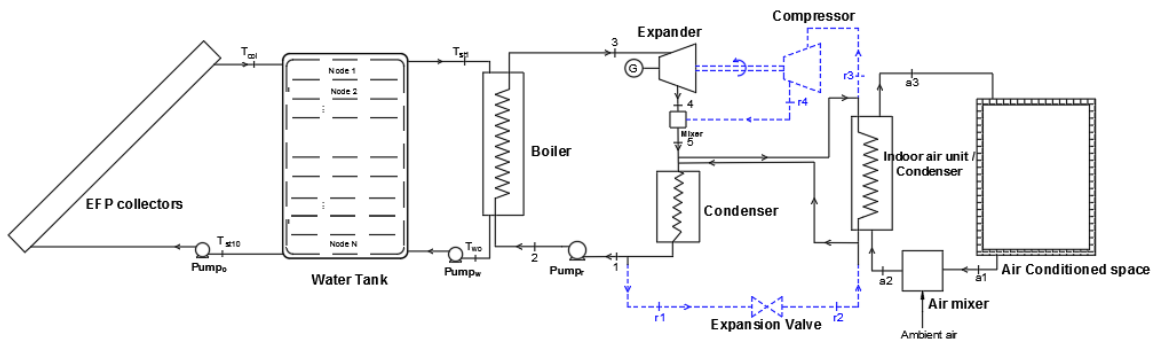 Compressor
Expander
T_col
T_sti
3
Node 1
Node 2
G
r3
a3
r4
4
Mixer
5
Boiler
Indoor air unit /
Condenser
EFP collectors
Condenser
T_st10
Node N
T_wo
2
1
Pump_o
Pump_w
Pump_r
a2
a1
Water Tank
Air Conditioned space
r1
r2
Air mixer
Expansion Valve
Ambient air